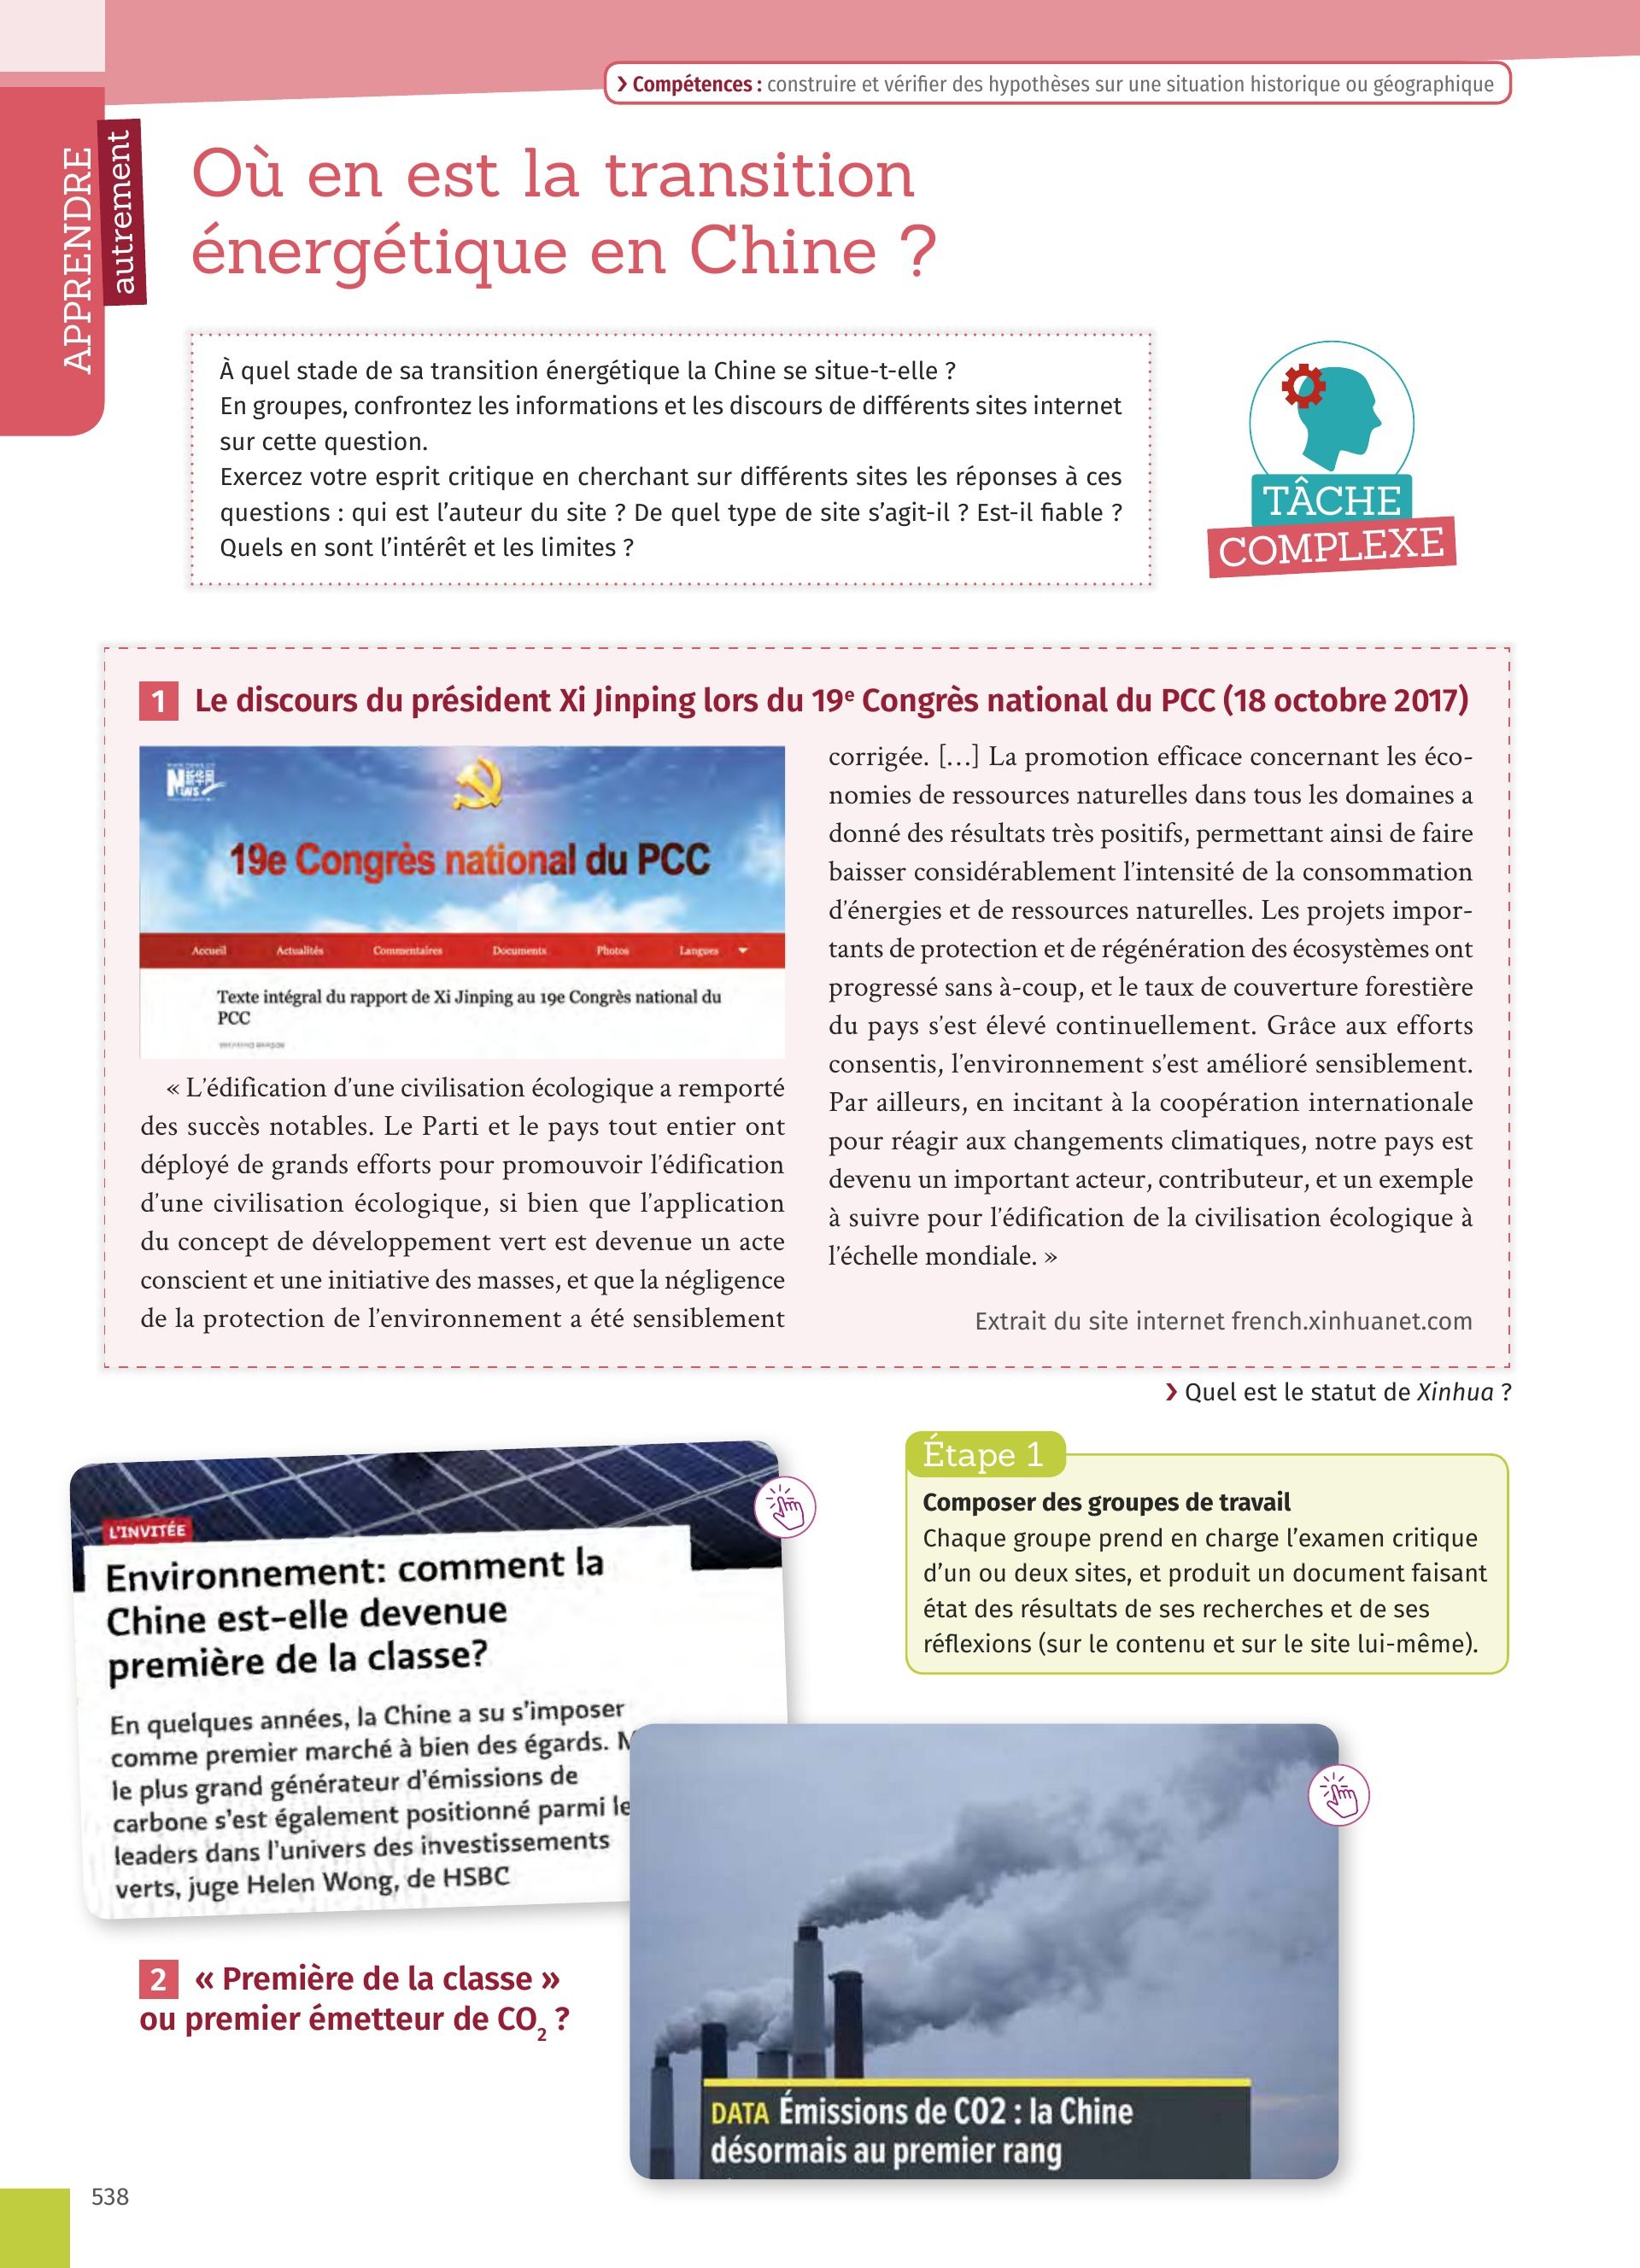 ❯ Compétences : construire et vérifier des hypothèses sur une situation historique ou géographique
APPRENDRE
autrement
Où en est la transition
énergétique en Chine ?
À quel stade de sa transition énergétique la Chine se situe-t-elle ?
En groupes, confrontez les informations et les discours de différents sites internet
sur cette question.
Exercez votre esprit critique en cherchant sur différents sites les réponses à ces
questions : qui est l’auteur du site ? De quel type de site s’agit-il ? Est-il fiable ?
Quels en sont l’intérêt et les limites ?
TÂCHE
COMPLEXE
1 Le discours du président Xi Jinping lors du 19e Congrès national du PCC (18 octobre 2017)
新华网
NEWS
19e Congrès national du PCC
Accueil Actualités Commentaires Documents Photos Langues
Texte intégral du rapport de Xi Jinping au 19e Congrès national du
PCC
« L’édification d’une civilisation écologique a remporté
des succès notables. Le Parti et le pays tout entier ont
déployé de grands efforts pour promouvoir l’édification
d’une civilisation écologique, si bien que l’application
du concept de développement vert est devenue un acte
conscient et une initiative des masses, et que la négligence
de la protection de l’environnement a été sensiblement
corrigée. […] La promotion efficace concernant les éco-
nomies de ressources naturelles dans tous les domaines a
donné des résultats très positifs, permettant ainsi de faire
baisser considérablement l’intensité de la consommation
d’énergies et de ressources naturelles. Les projets impor-
tants de protection et de régénération des écosystèmes ont
progressé sans à-coup, et le taux de couverture forestière
du pays s’est élevé continuellement. Grâce aux efforts
consentis, l’environnement s’est amélioré sensiblement.
Par ailleurs, en incitant à la coopération internationale
pour réagir aux changements climatiques, notre pays est
devenu un important acteur, contributeur, et un exemple
à suivre pour l’édification de la civilisation écologique à
l’échelle mondiale. »
Extrait du site internet french.xinhuanet.com
❯ Quel est le statut de Xinhua ?
L’INVITÉE
Environnement: comment la
Chine est-elle devenue
première de la classe?
En quelques années, la Chine a su s’imposer
comme premier marché à bien des égards. M
le plus grand générateur d’émissions de
carbone s’est également positionné parmi le
leaders dans l’univers des investissements
verts, juge Helen Wong, de HSBC
Étape 1
Composer des groupes de travail
Chaque groupe prend en charge l’examen critique
d’un ou deux sites, et produit un document faisant
état des résultats de ses recherches et de ses
réflexions (sur le contenu et sur le site lui-même).
2 « Première de la classe »
ou premier émetteur de CO2 ?
DATA Émissions de CO2 : la Chine
désormais au premier rang
538